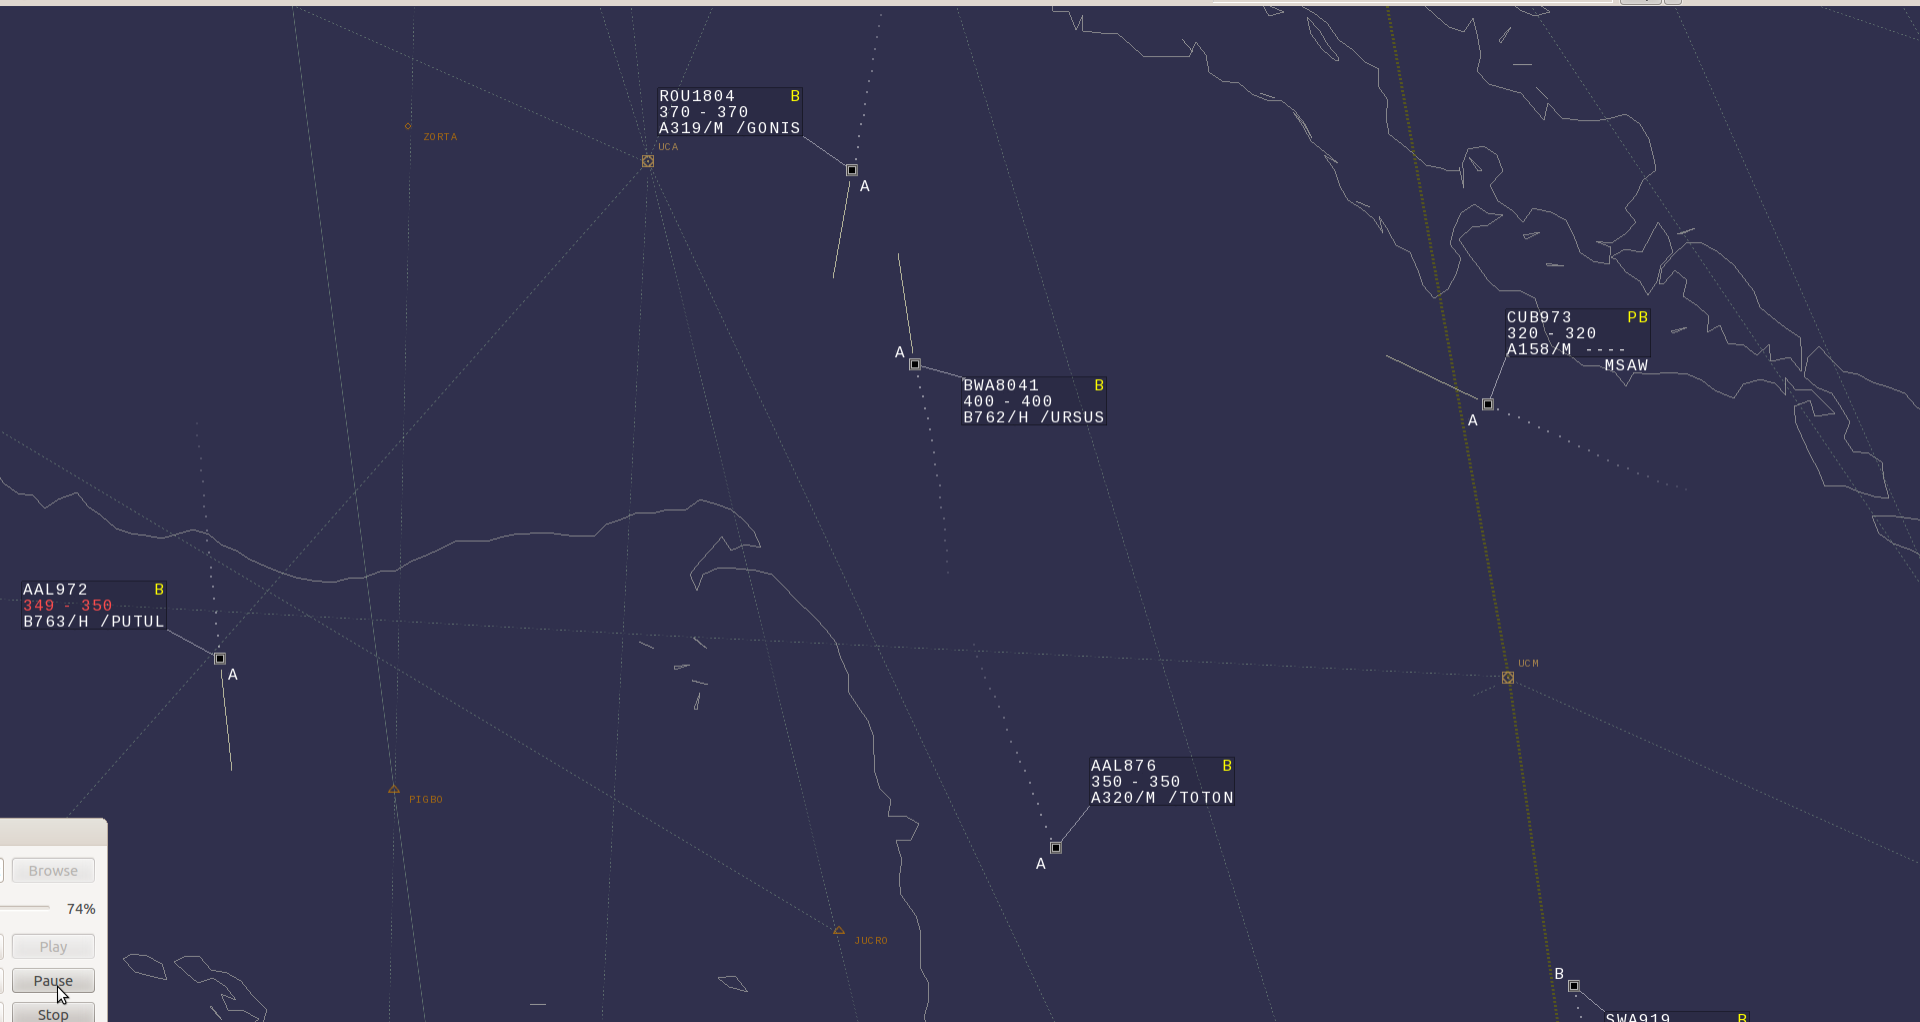 ROU1804 B
370 - 370
A319/M /GONIS
ZORTA
UCA
A
CUB973 PB
320 - 320
A158/M ----
MSAW
A
A
BWA8041 B
400 - 400
B762/H /URSUS
AAL972 B
349 - 350
B763/H /PUTUL
A
UCM
AAL876 B
350 - 350
A320/M /TOTON
A
PIGBO
JUCRO
Browse
74%
Play
Pause
Stop
B
SWA919 B